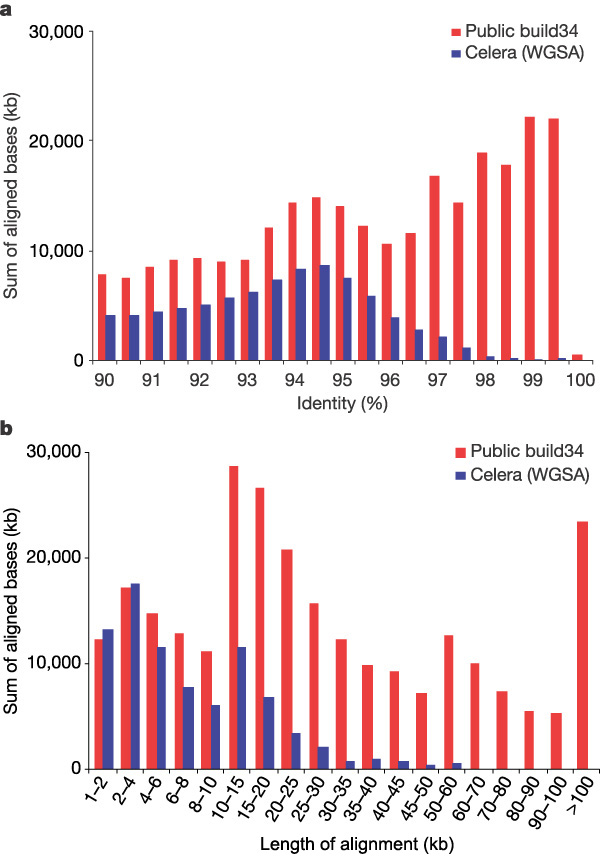 a
30,000
20,000
10,000
0
Sum of aligned bases (kb)
Public build34
Celera (WGSA)
90 91 92 93 94 95 96 97 98 99 100
Identity (%)
b
30,000
20,000
10,000
0
Sum of aligned bases (kb)
Public build34
Celera (WGSA)
1–2 2–4 4–6 6–8 8–10 10–15 15–20 20–25 25–30 30–35 35–40 40–45 45–50 50–60 60–70 70–80 80–90 90–100 >100
Length of alignment (kb)